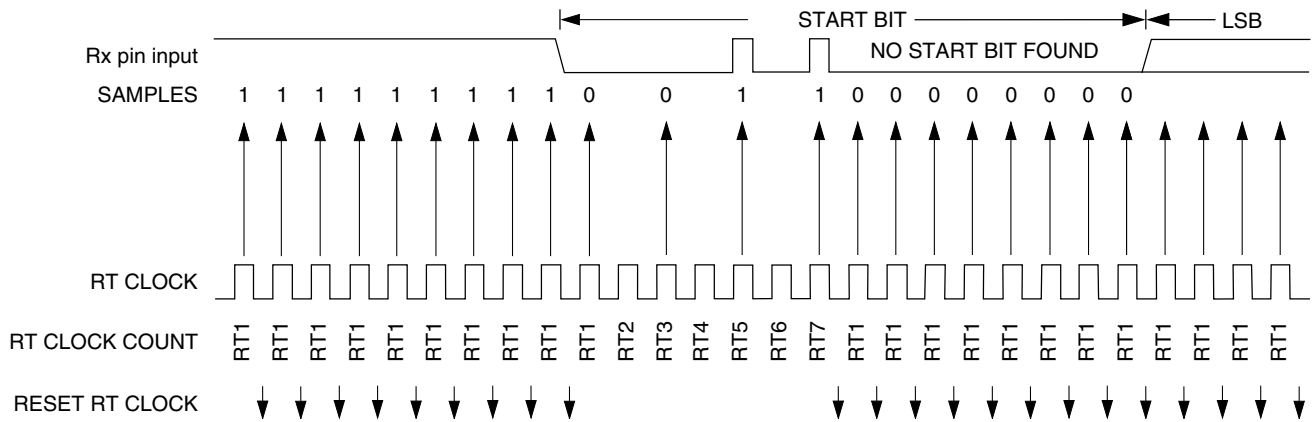 START BIT LSB
Rx pin input NO START BIT FOUND
SAMPLES 1 1 1 1 1 1 1 1 1 0 0 1 1 0 0 0 0 0 0 0 0
RT CLOCK
RT CLOCK COUNT RT1 RT1 RT1 RT1 RT1 RT1 RT1 RT1 RT1 RT1 RT2 RT3 RT4 RT5 RT6 RT7 RT1 RT1 RT1 RT1 RT1 RT1 RT1 RT1 RT1 RT1 RT1 RT1
RESET RT CLOCK